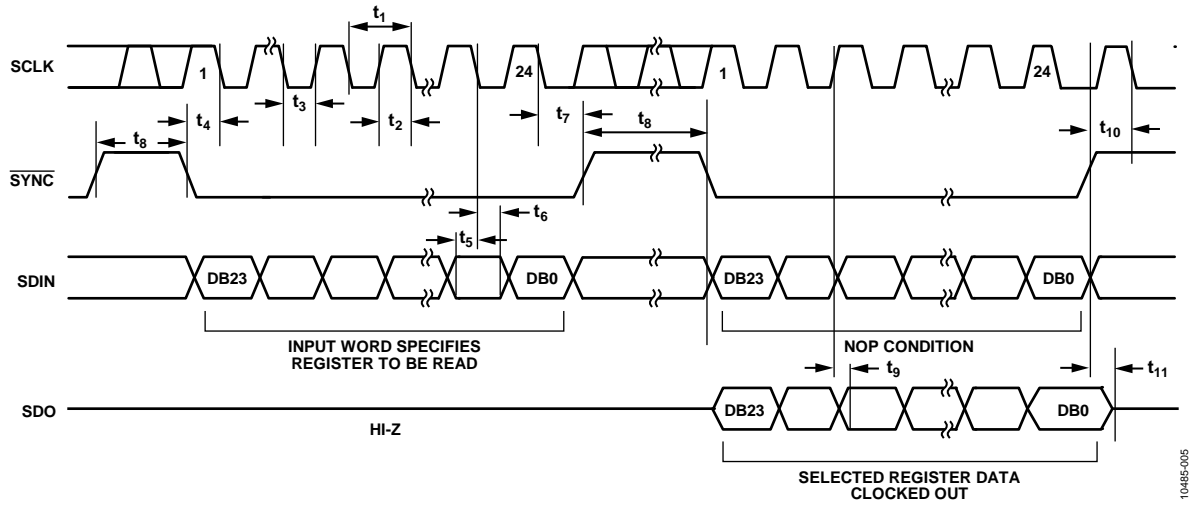 t1
SCLK
1
24
1
24
t3
t4
t2
t7
t8
t10
t8
SYNC
t6
t5
SDIN
DB23
DB0
DB23
DB0
INPUT WORD SPECIFIES
REGISTER TO BE READ
NOP CONDITION
t9
t11
SDO
DB23
DB0
HI-Z
SELECTED REGISTER DATA
CLOCKED OUT
10485-005